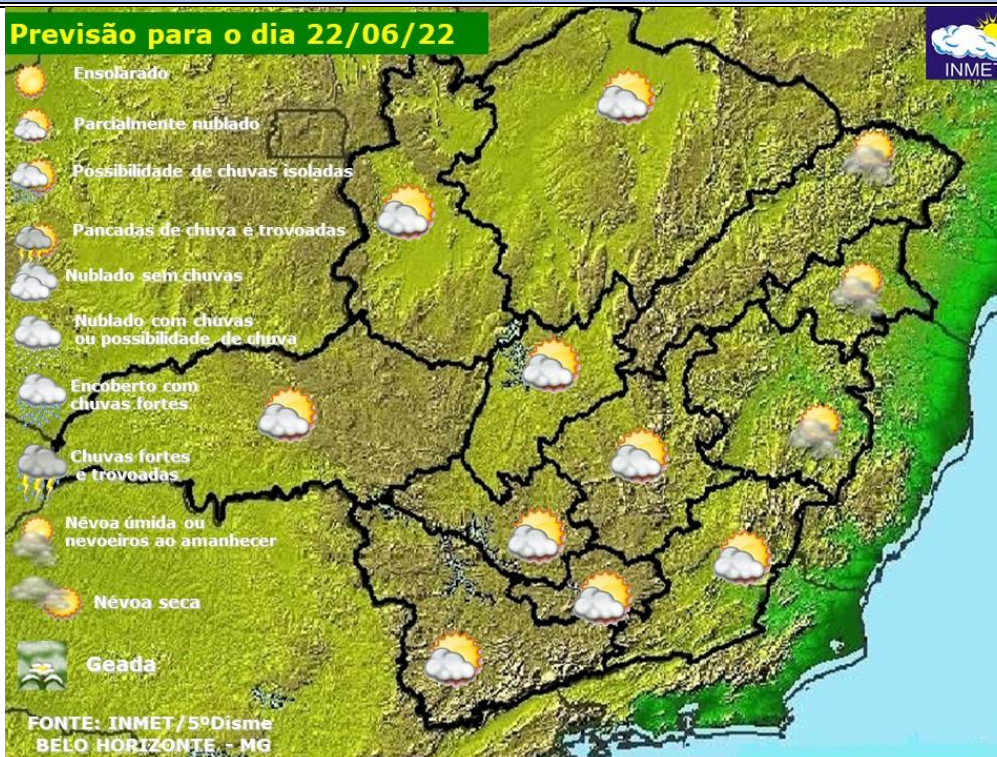 Previsão para o dia 22/06/22
INMET
Ensolarado
Parcialmente nublado
Possibilidade de chuvas isoladas
Pancadas de chuva e trovoadas
Nublado sem chuvas
Nublado com chuvas
ou possibilidade de chuva
Encoberto com
chuvas fortes
Chuvas fortes
e trovoadas
Névoa úmida ou
nevoeiros ao amanhecer
Névoa seca
Geada
FONTE: INMET/5ºDisme
BELO HORIZONTE - MG